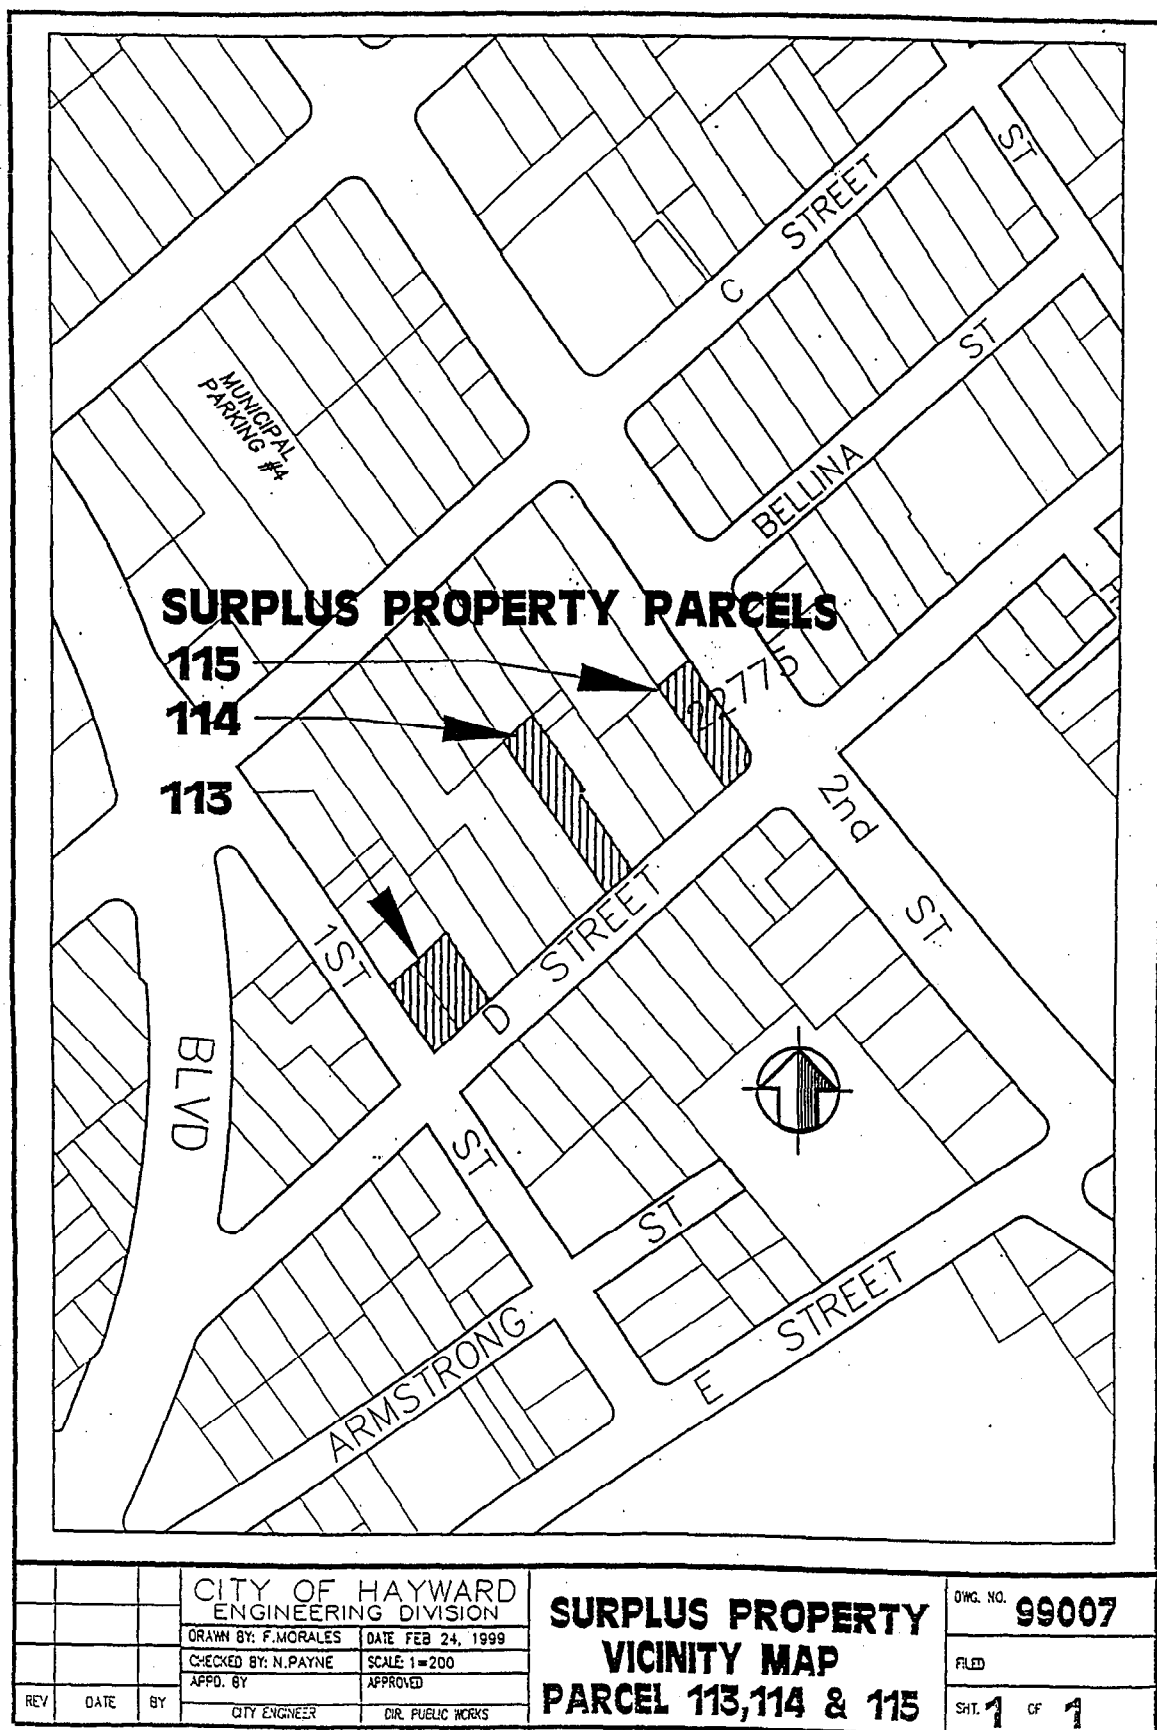 ST
C STREET
ST
MUNICIPAL
PARKING #4
BELLINA
SURPLUS PROPERTY PARCELS
115
22775
114
113
2nd
ST.
1ST
D STREET
BLVD
ST
ST
E STREET
ARMSTRONG
CITY OF HAYWARD
ENGINEERING DIVISION
DRAWN BY: F.MORALES
DATE FEB 24, 1999
CHECKED BY: N.PAYNE
SCALE: 1=200
APPD. BY
APPROVED
CITY ENGINEER
DIR. PUBLIC WORKS
REV
DATE
BY
SURPLUS PROPERTY
VICINITY MAP
PARCEL 113,114 & 115
DWG. NO. 99007
FILED
SHT. 1 OF 1